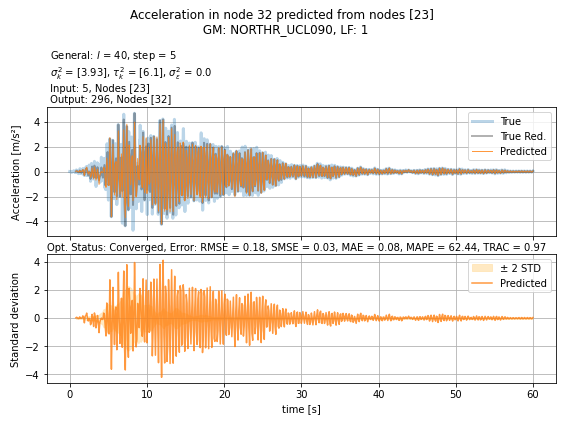 Acceleration in node 32 predicted from nodes [23]
GM: NORTHR_UCL090, LF: 1
General: l = 40, step = 5
σ²ₖ = [3.93], τ²ₖ = [6.1], σ²ε = 0.0
Input: 5, Nodes [23]
Output: 296, Nodes [32]
Acceleration [m/s²]
4
2
0
−2
−4
True
True Red.
Predicted
Opt. Status: Converged, Error: RMSE = 0.18, SMSE = 0.03, MAE = 0.08, MAPE = 62.44, TRAC = 0.97
Standard deviation
4
2
0
−2
−4
± 2 STD
Predicted
0 10 20 30 40 50 60
time [s]